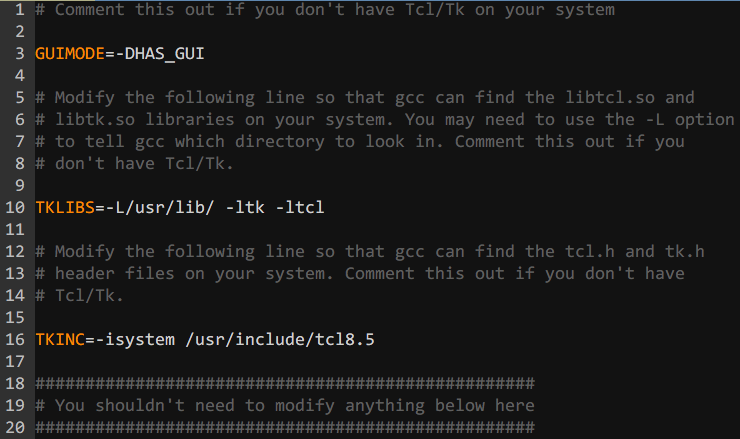 1 # Comment this out if you don't have Tcl/Tk on your system
2
3 GUIMODE=-DHAS_GUI
4
5 # Modify the following line so that gcc can find the libtcl.so and
6 # libtk.so libraries on your system. You may need to use the -L option
7 # to tell gcc which directory to look in. Comment this out if you
8 # don't have Tcl/Tk.
9
10 TKLIBS=-L/usr/lib/ -ltk -ltcl
11
12 # Modify the following line so that gcc can find the tcl.h and tk.h
13 # header files on your system. Comment this out if you don't have
14 # Tcl/Tk.
15
16 TKINC=-isystem /usr/include/tcl8.5
17
18 ##################################################
19 # You shouldn't need to modify anything below here
20 ##################################################